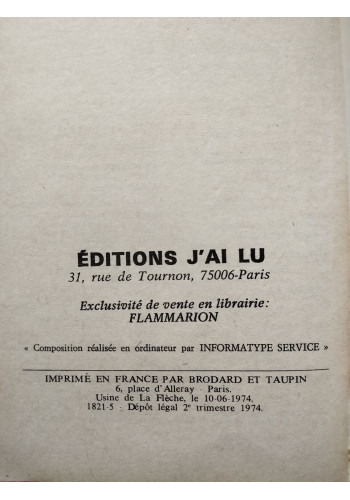 ÉDITIONS J'AI LU
31, rue de Tournon, 75006-Paris
Exclusivité de vente en librairie:
FLAMMARION
« Composition réalisée en ordinateur par INFORMATYPE SERVICE »
IMPRIMÉ EN FRANCE PAR BRODARD ET TAUPIN
6, place d'Alleray - Paris.
Usine de La Flèche, le 10-06-1974.
1821-5 - Dépôt légal 2e trimestre 1974.